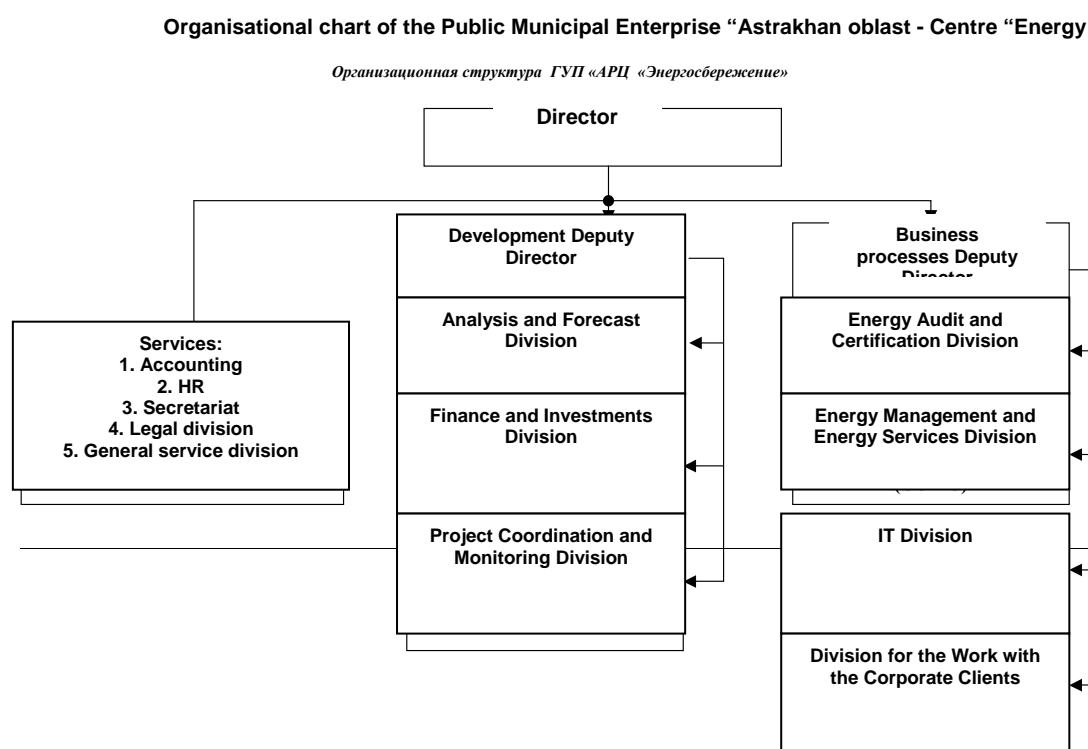 Organisational chart of the Public Municipal Enterprise “Astrakhan oblast - Centre “Energy
Организационная структура ГУП «АРЦ «Энергосбережение»
Director
Development Deputy
Director
Business
processes Deputy
Director
Services:
1. Accounting
2. HR
3. Secretariat
4. Legal division
5. General service division
Analysis and Forecast
Division
Energy Audit and
Certification Division
Finance and Investments
Division
Energy Management and
Energy Services Division
Project Coordination and
Monitoring Division
IT Division
Division for the Work with
the Corporate Clients